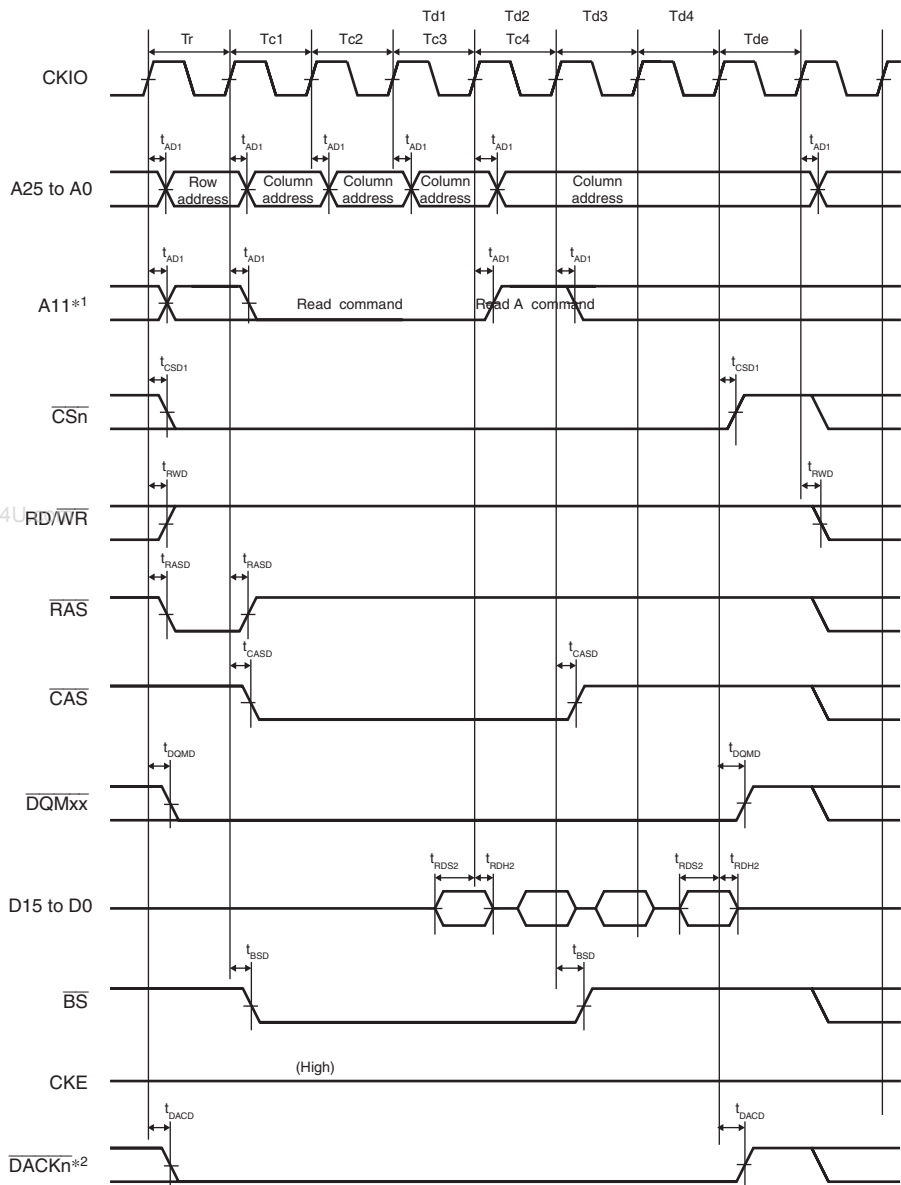 Td1 Td2 Td3 Td4
Tr Tc1 Tc2 Tc3 Tc4 Tde
CKIO
tAD1 tAD1 tAD1 tAD1 tAD1 tAD1
A25 to A0
Row address Column address Column address Column address Column address
tAD1 tAD1 tAD1 tAD1
A11*1
Read command Read A command
tCSD1 tCSD1
CSn
tRWD tRWD
4U.com
RD/WR
tRASD tRASD
RAS
tCASD tCASD
CAS
tDQMD tDQMD
DQMxx
tRDS2 tRDH2 tRDS2 tRDH2
D15 to D0
tBSD tBSD
BS
(High)
CKE
tDACD tDACD
DACKn*2